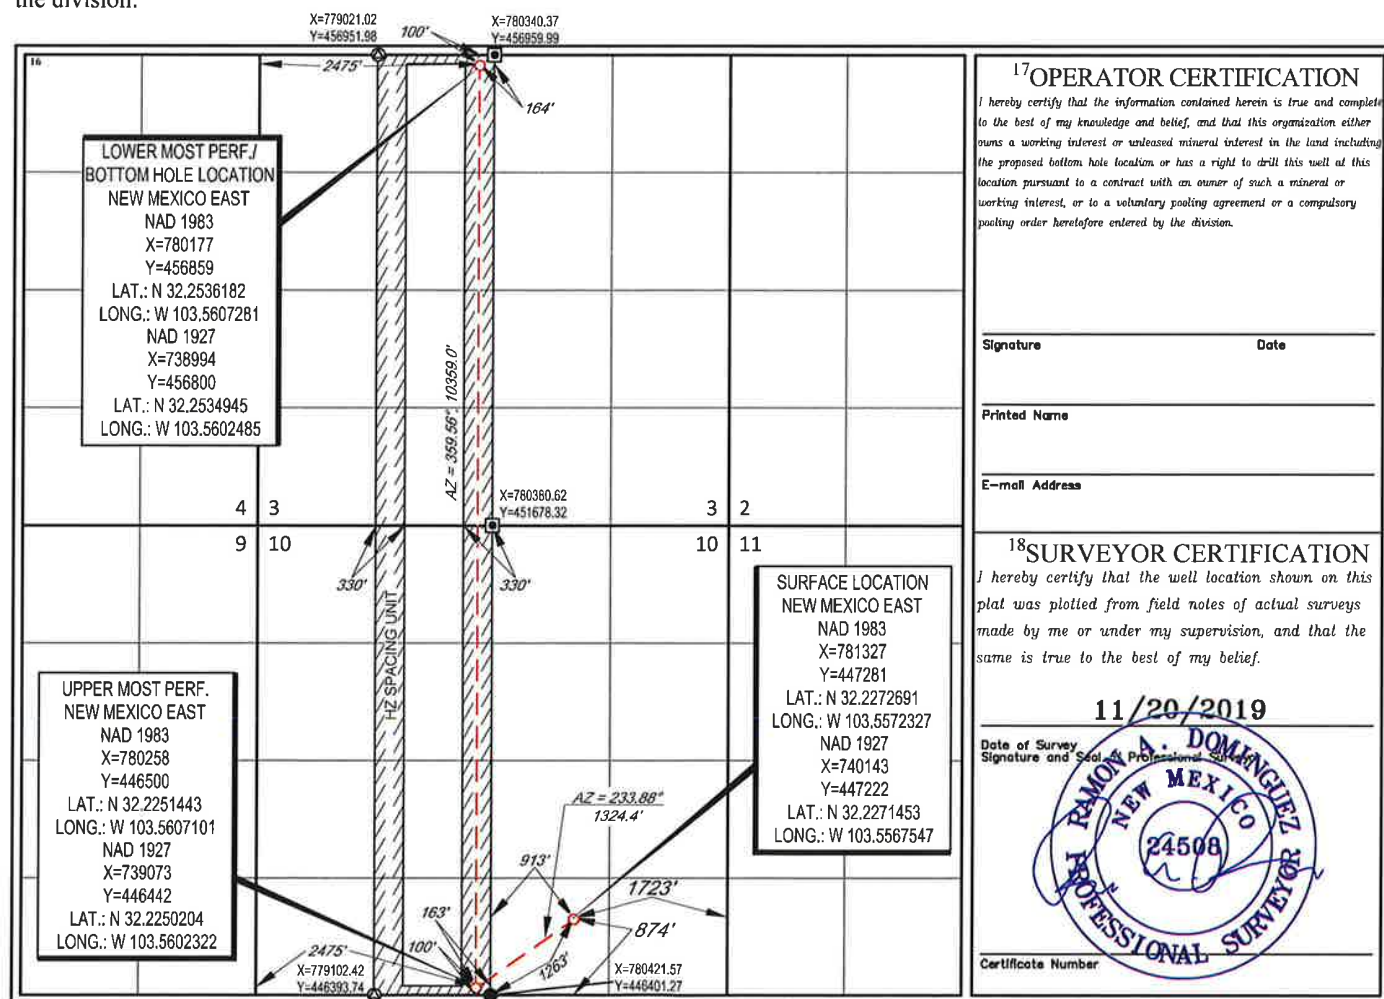 the division.
X=779021.02
Y=456951.98
100'
X=780340.37
Y=456959.99
16
2475'
164'
LOWER MOST PERF./
BOTTOM HOLE LOCATION
NEW MEXICO EAST
NAD 1983
X=780177
Y=456859
LAT.: N 32.2536182
LONG.: W 103.5607281
NAD 1927
X=738994
Y=456800
LAT.: N 32.2534945
LONG.: W 103.5602485
AZ = 359.56°, 10359.0'
X=780380.62
Y=451678.32
4 3
3 2
9 10
10 11
330'
330'
HZ SPACING UNIT
SURFACE LOCATION
NEW MEXICO EAST
NAD 1983
X=781327
Y=447281
LAT.: N 32.2272691
LONG.: W 103.5572327
NAD 1927
X=740143
Y=447222
LAT.: N 32.2271453
LONG.: W 103.5567547
UPPER MOST PERF.
NEW MEXICO EAST
NAD 1983
X=780258
Y=446500
LAT.: N 32.2251443
LONG.: W 103.5607101
NAD 1927
X=739073
Y=446442
LAT.: N 32.2250204
LONG.: W 103.5602322
AZ = 233.88°
1324.4'
913'
1723'
163'
874'
100'
2475'
1263'
X=779102.42
Y=446393.74
X=780421.57
Y=446401.27
17 OPERATOR CERTIFICATION
I hereby certify that the information contained herein is true and complete
to the best of my knowledge and belief, and that this organization either
owns a working interest or unleased mineral interest in the land including
the proposed bottom hole location or has a right to drill this well at this
location pursuant to a contract with an owner of such a mineral or
working interest, or to a voluntary pooling agreement or a compulsory
pooling order heretofore entered by the division.
Signature Date
Printed Name
E-mail Address
18 SURVEYOR CERTIFICATION
I hereby certify that the well location shown on this
plat was plotted from field notes of actual surveys
made by me or under my supervision, and that the
same is true to the best of my belief.
11/20/2019
Date of Survey
Signature and Seal of Professional Surveyor
RAMON A. DOMINGUEZ
NEW MEXICO
24508
PROFESSIONAL SURVEYOR
Certificate Number